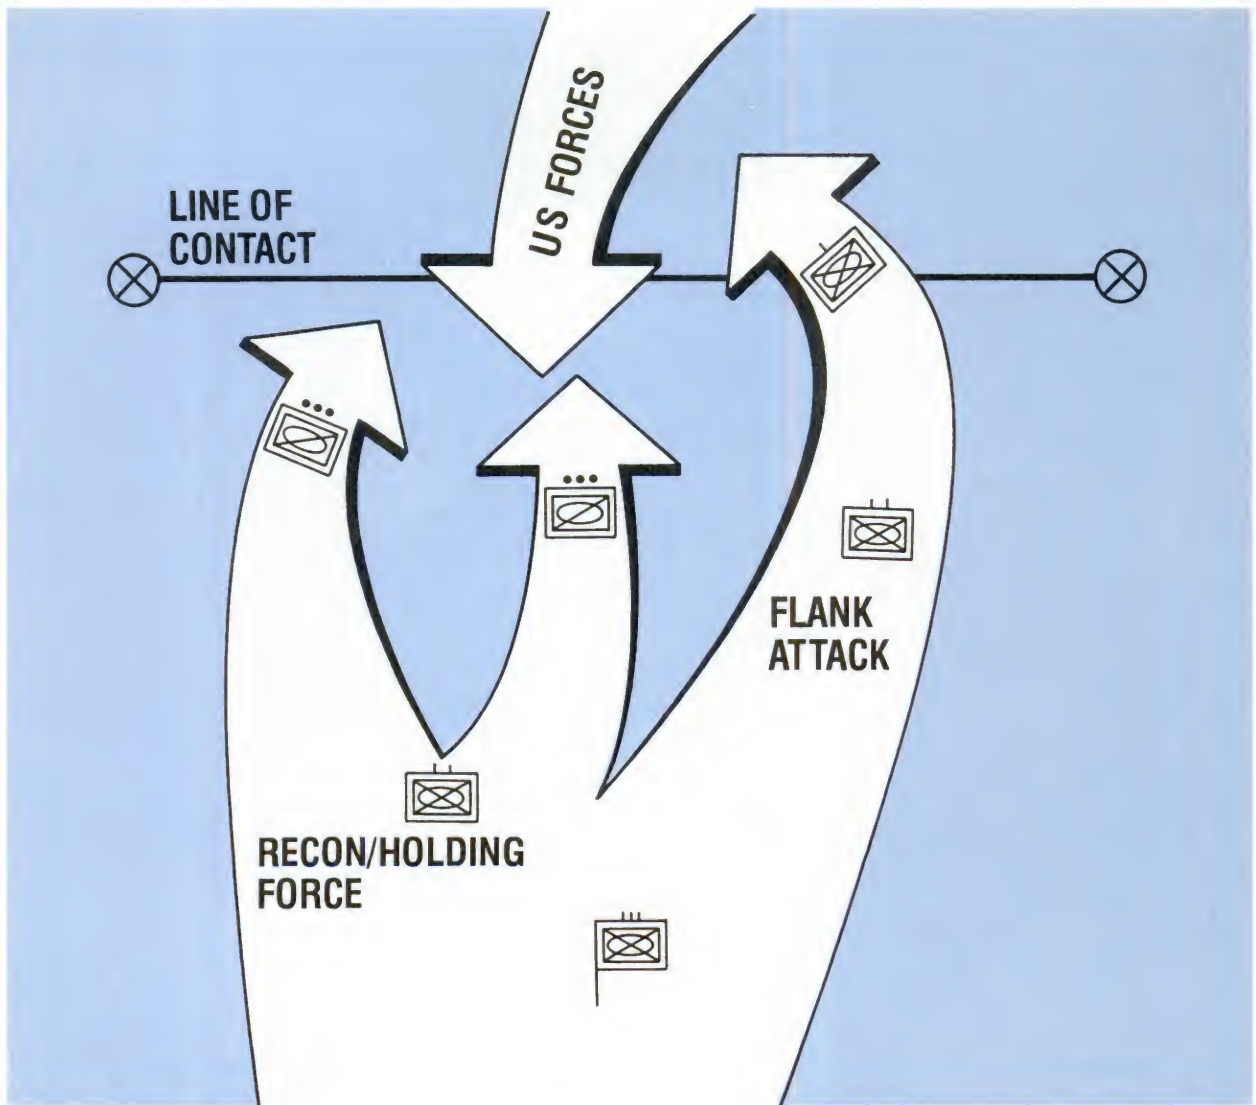 US FORCES
LINE OF
CONTACT
FLANK
ATTACK
RECON/HOLDING
FORCE